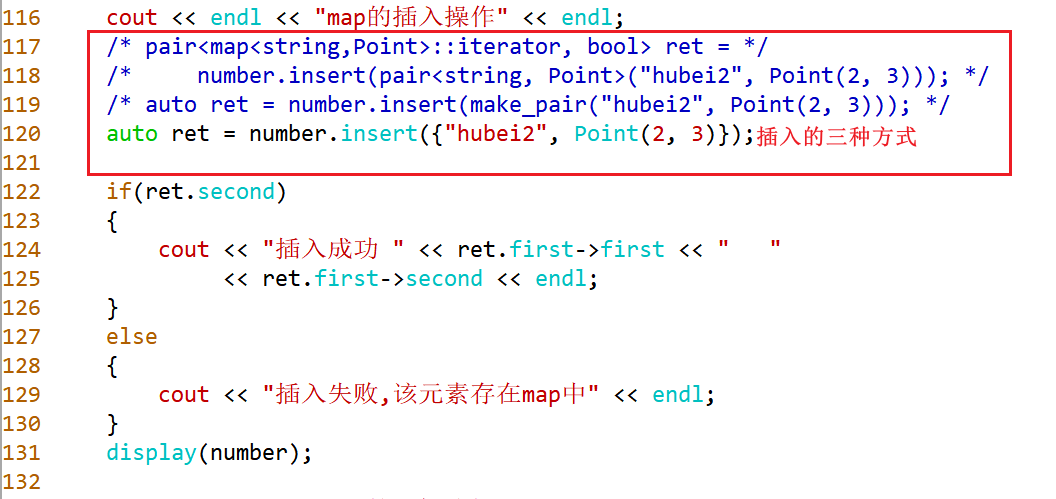 116     cout << endl << "map的插入操作" << endl;
117     /* pair<map<string,Point>::iterator, bool> ret = */
118     /*     number.insert(pair<string, Point>("hubei2", Point(2, 3))); */
119     /* auto ret = number.insert(make_pair("hubei2", Point(2, 3))); */
120     auto ret = number.insert({"hubei2", Point(2, 3)});插入的三种方式
121
122     if(ret.second)
123     {
124         cout << "插入成功 " << ret.first->first << "   "
125              << ret.first->second << endl;
126     }
127     else
128     {
129         cout << "插入失败,该元素存在map中" << endl;
130     }
131     display(number);
132